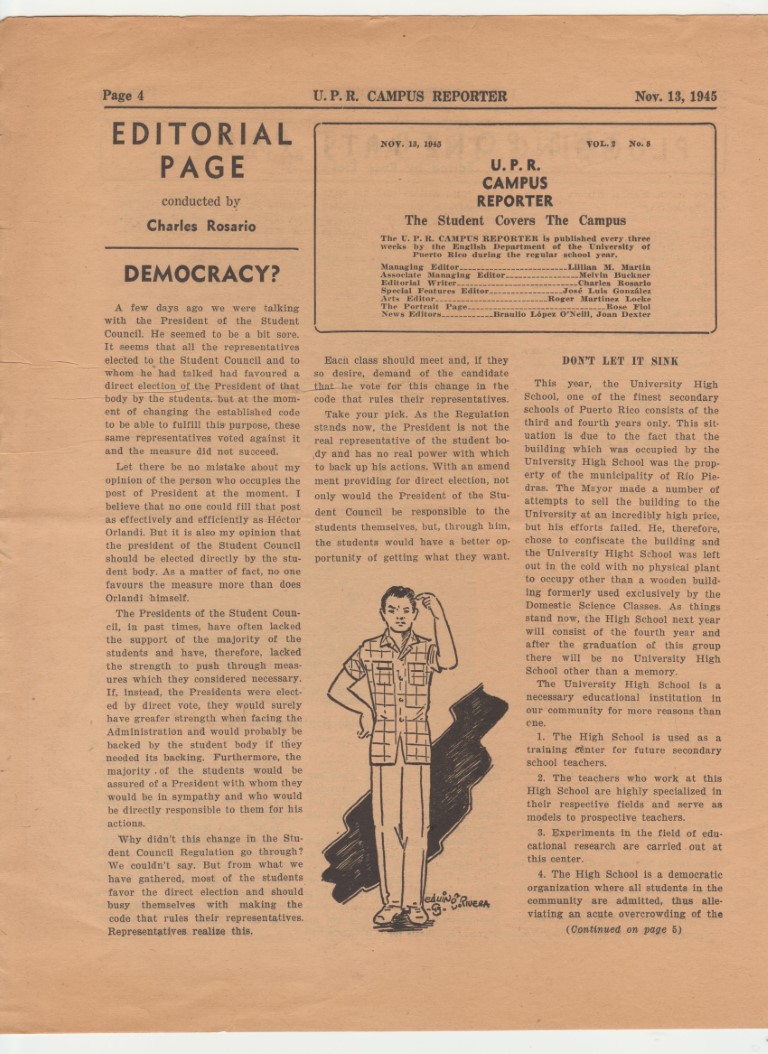 Page 4
U. P. R. CAMPUS REPORTER
Nov. 13, 1945
EDITORIAL
PAGE
conducted by
Charles Rosario
NOV. 13, 1945
VOL. 2 No. 8
U. P. R.
CAMPUS
REPORTER
The Student Covers The Campus
The U. P. R. CAMPUS REPORTER is published every three
weeks by the English Department of the University of
Puerto Rico during the regular school year.
Managing Editor Lillian M. Martin
Associate Managing Editor Melvin Buckner
Editorial Writer Charles Rosario
Special Features Editor José Luis González
Arts Editor Roger Martínez Locke
The Portrait Page Rose Fiol
News Editors Braulio López O'Neill, Joan Dexter
DEMOCRACY?
A few days ago we were talking
with the President of the Student
Council. He seemed to be a bit sore.
It seems that all the representatives
elected to the Student Council and to
whom he had talked had favoured a
direct election of the President of that
body by the students. but at the mom-
ent of changing the established code
to be able to fulfill this purpose, these
same representatives voted against it
and the measure did not succeed.
Let there be no mistake about my
opinion of the person who occupies the
post of President at the moment. I
believe that no one could fill that post
as effectively and efficiently as Héctor
Orlandi. But it is also my opinion that
the president of the Student Council
should be elected directly by the stu-
dent body. As a matter of fact, no one
favours the measure more than does
Orlandi himself.
The Presidents of the Student Coun-
cil, in past times, have often lacked
the support of the majority of the
students and have, therefore, lacked
the strength to push through meas-
ures which they considered necessary.
If, instead, the Presidents were elect-
ed by direct vote, they would surely
have greafer strength when facing the
Administration and would probably be
backed by the student body if they
needed its backing. Furthermore, the
majority of the students would be
assured of a President with whom they
would be in sympathy and who would
be directly responsible to them for his
actions.
Why didn't this change in the Stu-
dent Council Regulation go through?
We couldn't say. But from what we
have gathered, most of the students
favor the direct election and should
busy themselves with making the
code that rules their representatives.
Representatives realize this.
Each class should meet and, if they
so desire, demand of the candidate
that he vote for this change in the
code that rules their representatives.
Take your pick. As the Regulation
stands now, the President is not the
real representative of the student bo-
dy and has no real power with which
to back up his actions. With an amend
ment providing for direct election, not
only would the President of the Stu-
dent Council be responsible to the
students themselves, but, through him,
the students would have a better op-
portunity of getting what they want.
eduino
B. J. RIVERA
DON'T LET IT SINK
This year, the University High
School, one of the finest secondary
schools of Puerto Rico consists of the
third and fourth years only. This sit-
uation is due to the fact that the
building which was occupied by the
University High School was the prop-
erty of the municipality of Río Pie-
dras. The Mayor made a number of
attempts to sell the building to the
University at an incredibly high price,
but his efforts failed. He, therefore,
chose to confiscate the building and
the University Hight School was left
out in the cold with no physical plant
to occupy other than a wooden build-
ing formerly used exclusively by the
Domestic Science Classes. As things
stand now, the High School next year
will consist of the fourth year and
after the graduation of this group
there will be no University High
School other than a memory.
The University High School is a
necessary educational institution in
our community for more reasons than
one.
1. The High School is used as a
training center for future secondary
school teachers.
2. The teachers who work at this
High School are highly specialized in
their respective fields and serve as
models to prospective teachers.
3. Experiments in the field of edu-
cational research are carried out at
this center.
4. The High School is a democratic
organization where all students in the
community are admitted, thus alle-
viating an acute overcrowding of the
(Continued on page 5)